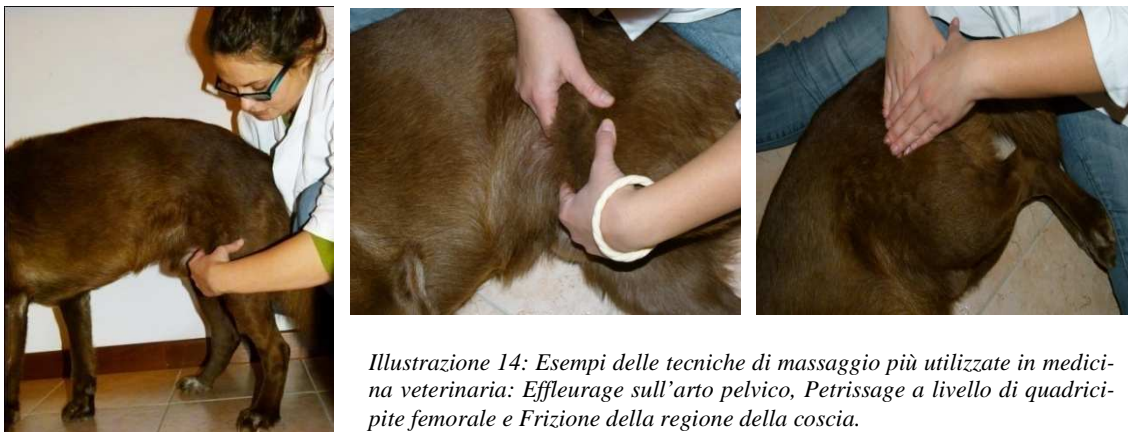 Illustrazione 14: Esempi delle tecniche di massaggio più utilizzate in medici-
na veterinaria: Effleurage sull'arto pelvico, Petrissage a livello di quadrici-
pite femorale e Frizione della regione della coscia.